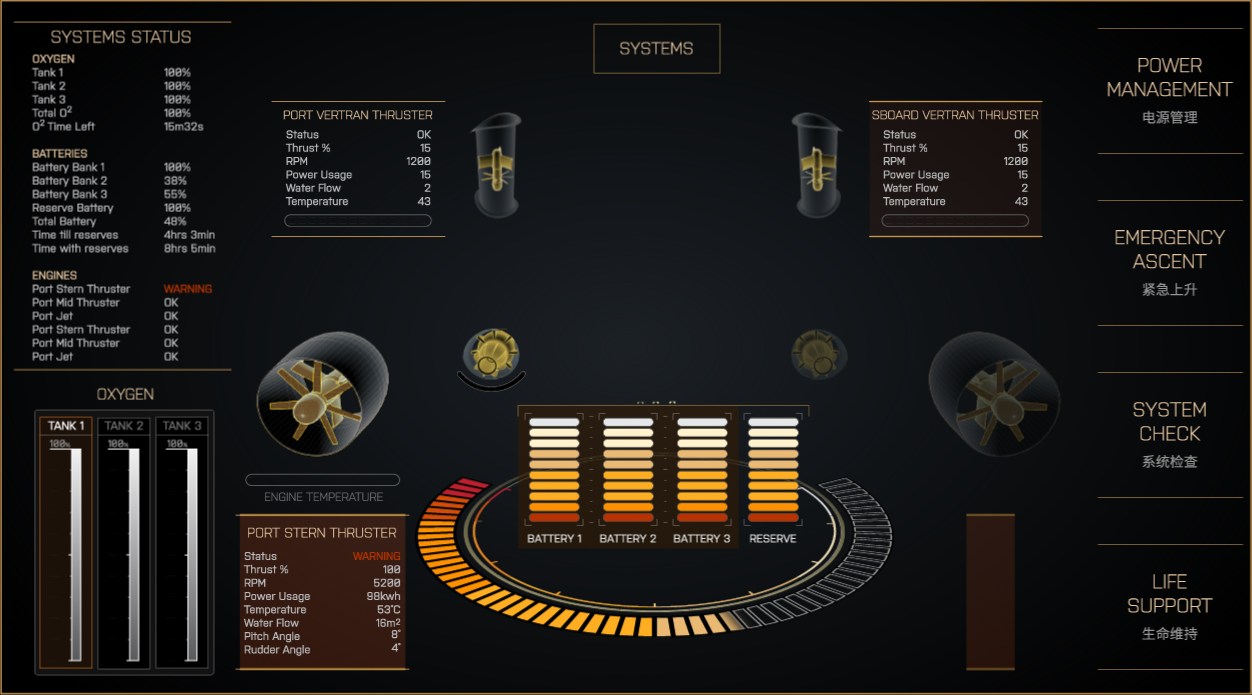 SYSTEMS STATUS
OXYGEN
Tank 1 100%
Tank 2 100%
Tank 3 100%
Total O² 100%
O² Time Left 15m32s
BATTERIES
Battery Bank 1 100%
Battery Bank 2 38%
Battery Bank 3 55%
Reserve Battery 100%
Total Battery 48%
Time till reserves 4hrs 3min
Time with reserves 8hrs 5min
ENGINES
Port Stern Thruster WARNING
Port Mid Thruster OK
Port Jet OK
Port Stern Thruster OK
Port Mid Thruster OK
Port Jet OK
OXYGEN
TANK 1 TANK 2 TANK 3
100% 100% 100%
SYSTEMS
PORT VERTRAN THRUSTER
Status OK
Thrust % 15
RPM 1200
Power Usage 15
Water Flow 2
Temperature 43
SBOARD VERTRAN THRUSTER
Status OK
Thrust % 15
RPM 1200
Power Usage 15
Water Flow 2
Temperature 43
ENGINE TEMPERATURE
PORT STERN THRUSTER
Status WARNING
Thrust % 100
RPM 5200
Power Usage 98kwh
Temperature 53°C
Water Flow 16m²
Pitch Angle 8°
Rudder Angle 4°
BATTERY 1 BATTERY 2 BATTERY 3 RESERVE
POWER
MANAGEMENT
电源管理
EMERGENCY
ASCENT
紧急上升
SYSTEM
CHECK
系统检查
LIFE
SUPPORT
生命维持